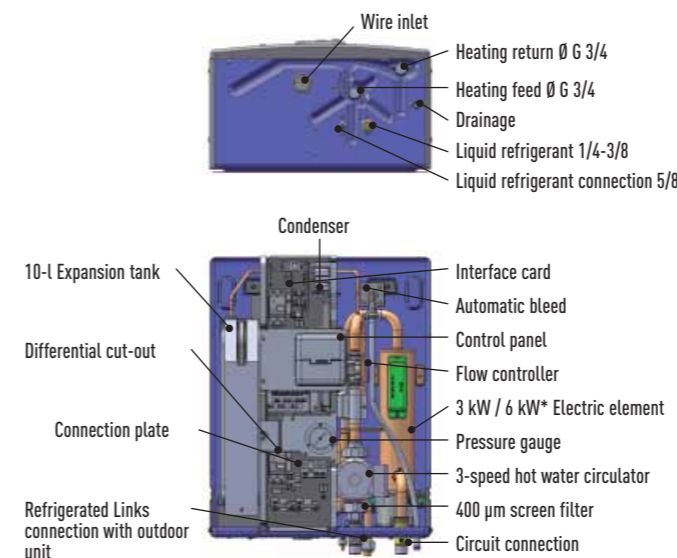 Wire inlet
Heating return Ø G 3/4
Heating feed Ø G 3/4
Drainage
Liquid refrigerant 1/4-3/8
Liquid refrigerant connection 5/8
Condenser
10-l Expansion tank
Differential cut-out
Connection plate
Refrigerated Links
connection with outdoor
unit
Interface card
Automatic bleed
Control panel
Flow controller
3 kW / 6 kW* Electric element
Pressure gauge
3-speed hot water circulator
400 µm screen filter
Circuit connection